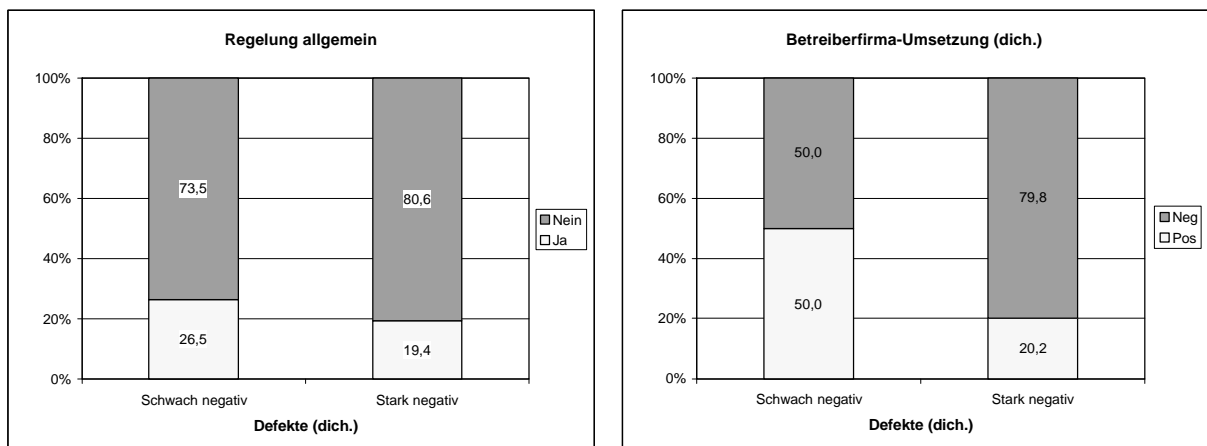 Regelung allgemein
100%
80%
60%
40%
20%
0%
73,5
80,6
26,5
19,4
Schwach negativ
Stark negativ
Defekte (dich.)
Nein
Ja
Betreiberfirma-Umsetzung (dich.)
100%
80%
60%
40%
20%
0%
50,0
79,8
50,0
20,2
Schwach negativ
Stark negativ
Defekte (dich.)
Neg
Pos